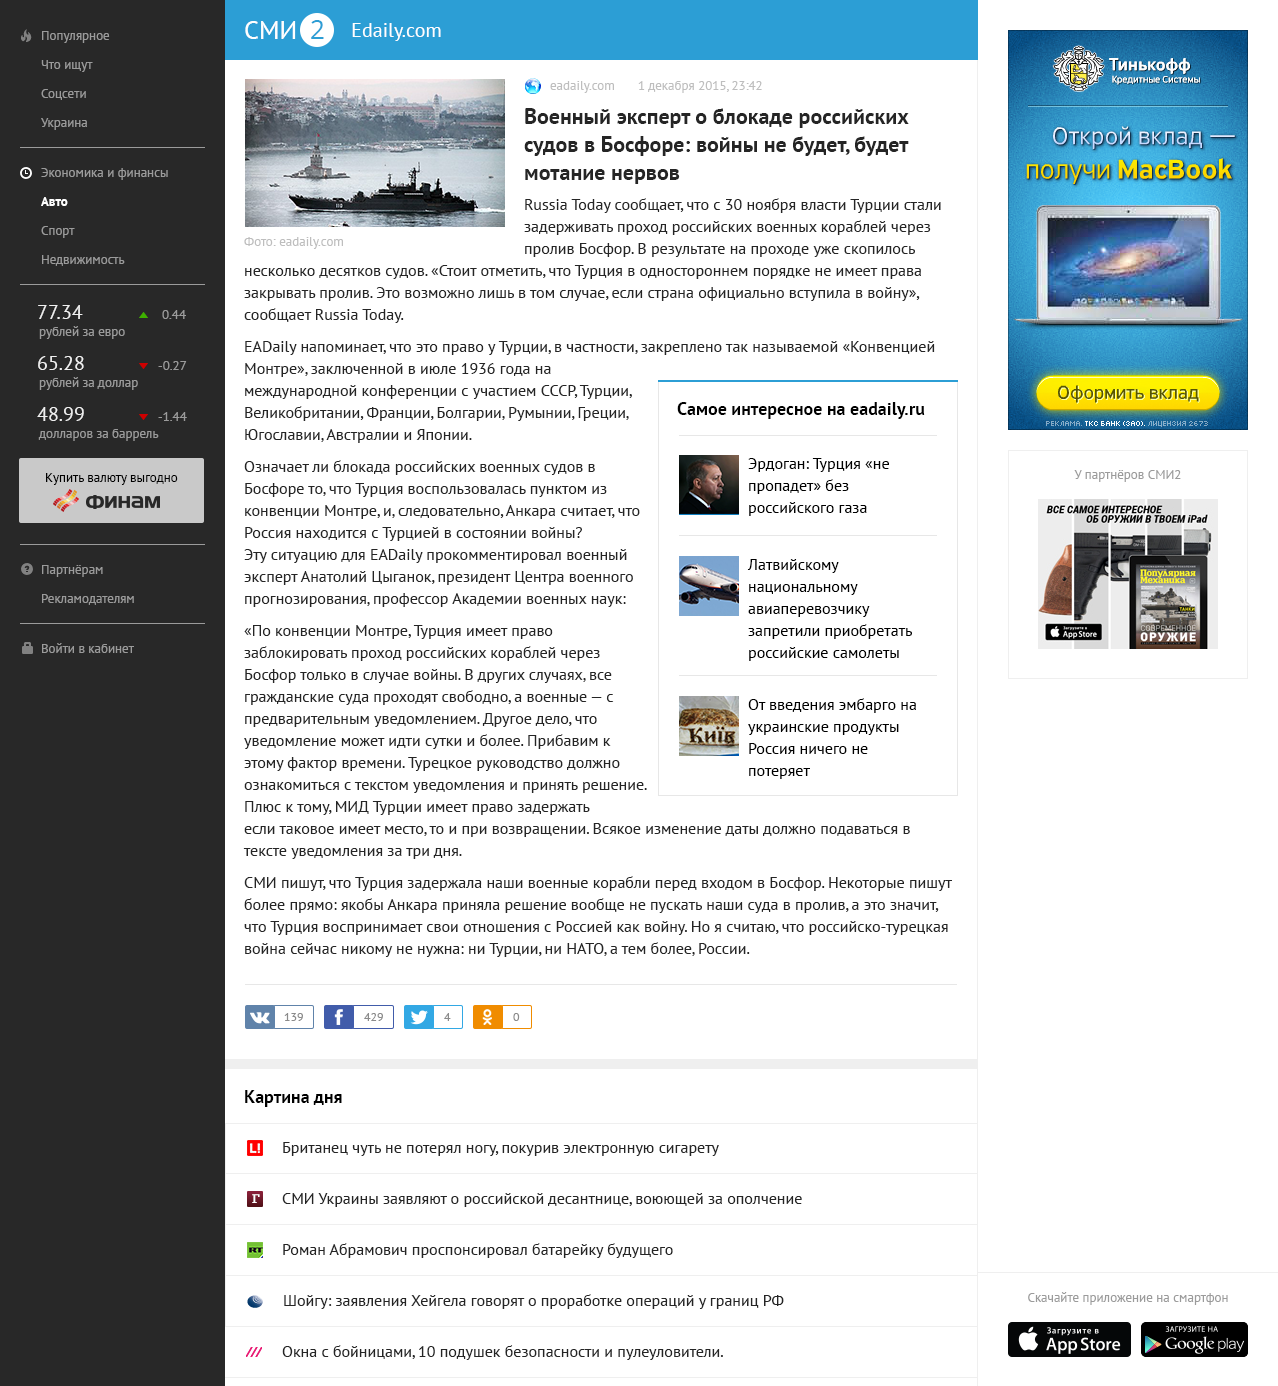 Популярное
Что ищут
Соцсети
Украина
Экономика и финансы
Авто
Спорт
Недвижимость
77.34 0.44
рублей за евро
65.28 -0.27
рублей за доллар
48.99 -1.44
долларов за баррель
Купить валюту выгодно
ФИНАМ
Партнёрам
Рекламодателям
Войти в кабинет
СМИ 2 Edaily.com
Фото: eadaily.com
eadaily.com 1 декабря 2015, 23:42
Военный эксперт о блокаде российских
судов в Босфоре: войны не будет, будет
мотание нервов
Russia Today сообщает, что с 30 ноября власти Турции стали
задерживать проход российских военных кораблей через
пролив Босфор. В результате на проходе уже скопилось
несколько десятков судов. «Стоит отметить, что Турция в одностороннем порядке не имеет права
закрывать пролив. Это возможно лишь в том случае, если страна официально вступила в войну»,
сообщает Russia Today.
EADaily напоминает, что это право у Турции, в частности, закреплено так называемой «Конвенцией
Монтре», заключенной в июле 1936 года на
международной конференции с участием СССР, Турции,
Великобритании, Франции, Болгарии, Румынии, Греции,
Югославии, Австралии и Японии.
Означает ли блокада российских военных судов в
Босфоре то, что Турция воспользовалась пунктом из
конвенции Монтре, и, следовательно, Анкара считает, что
Россия находится с Турцией в состоянии войны?
Эту ситуацию для EADaily прокомментировал военный
эксперт Анатолий Цыганок, президент Центра военного
прогнозирования, профессор Академии военных наук:
«По конвенции Монтре, Турция имеет право
заблокировать проход российских кораблей через
Босфор только в случае войны. В других случаях, все
гражданские суда проходят свободно, а военные — с
предварительным уведомлением. Другое дело, что
уведомление может идти сутки и более. Прибавим к
этому фактор времени. Турецкое руководство должно
ознакомиться с текстом уведомления и принять решение.
Плюс к тому, МИД Турции имеет право задержать
если таковое имеет место, то и при возвращении. Всякое изменение даты должно подаваться в
тексте уведомления за три дня.
СМИ пишут, что Турция задержала наши военные корабли перед входом в Босфор. Некоторые пишут
более прямо: якобы Анкара приняла решение вообще не пускать наши суда в пролив, а это значит,
что Турция воспринимает свои отношения с Россией как войну. Но я считаю, что российско-турецкая
война сейчас никому не нужна: ни Турции, ни НАТО, а тем более, России.
Самое интересное на eadaily.ru
Эрдоган: Турция «не
пропадет» без
российского газа
Латвийскому
национальному
авиаперевозчику
запретили приобретать
российские самолеты
Київ
От введения эмбарго на
украинские продукты
Россия ничего не
потеряет
139 429 4 0
Картина дня
Британец чуть не потерял ногу, покурив электронную сигарету
СМИ Украины заявляют о российской десантнице, воюющей за ополчение
RT Роман Абрамович проспонсировал батарейку будущего
Шойгу: заявления Хейгела говорят о проработке операций у границ РФ
Окна с бойницами, 10 подушек безопасности и пулеуловители.
Тинькофф
Кредитные Системы
Открой вклад —
получи MacBook
Оформить вклад
РЕКЛАМА. ТКС БАНК (ЗАО). ЛИЦЕНЗИЯ 2673
У партнёров СМИ2
ВСЕ САМОЕ ИНТЕРЕСНОЕ
ОБ ОРУЖИИ В ТВОЕМ iPad
Популярная
Механика
ТАНКИ
СОВРЕМЕННОЕ
ОРУЖИЕ
Загрузите в
App Store
Скачайте приложение на смартфон
Загрузите в
App Store
ЗАГРУЗИТЕ НА
Google play